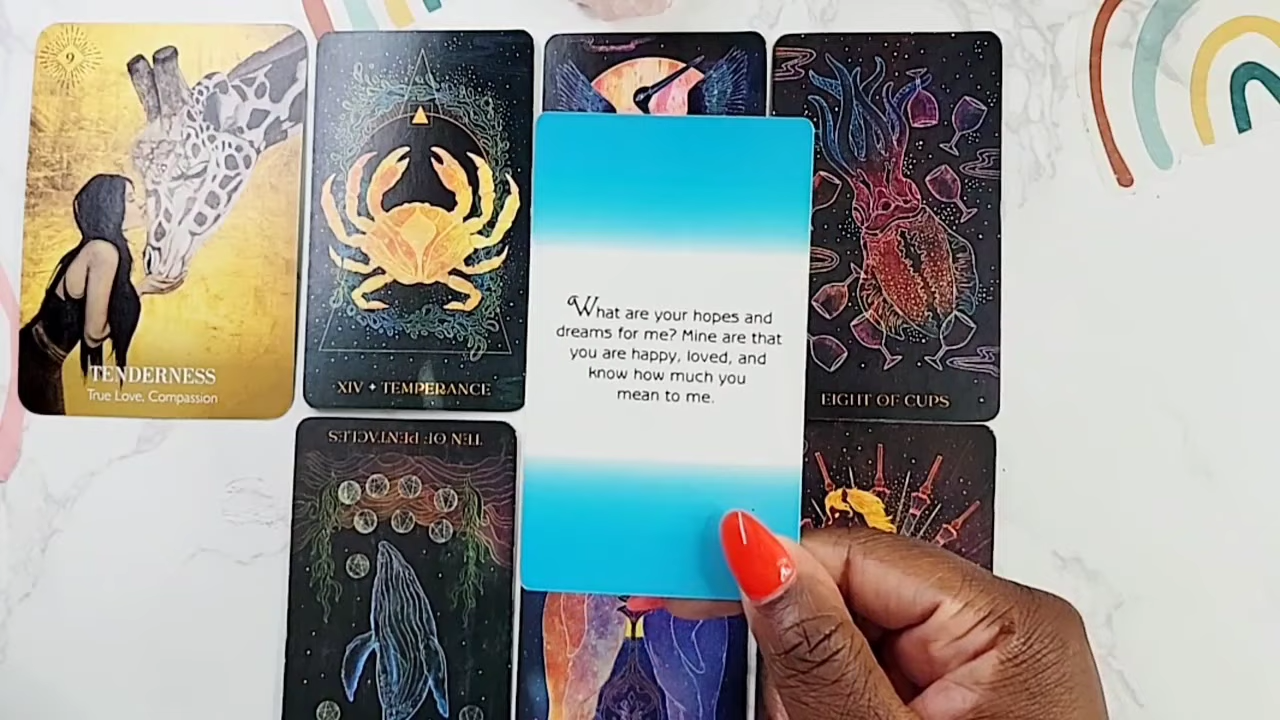 9
TENDERNESS
True Love, Compassion
XIV + TEMPERANCE
What are your hopes and
dreams for me? Mine are that
you are happy, loved, and
know how much you
mean to me.
EIGHT OF CUPS
TEN OF PENTACLES